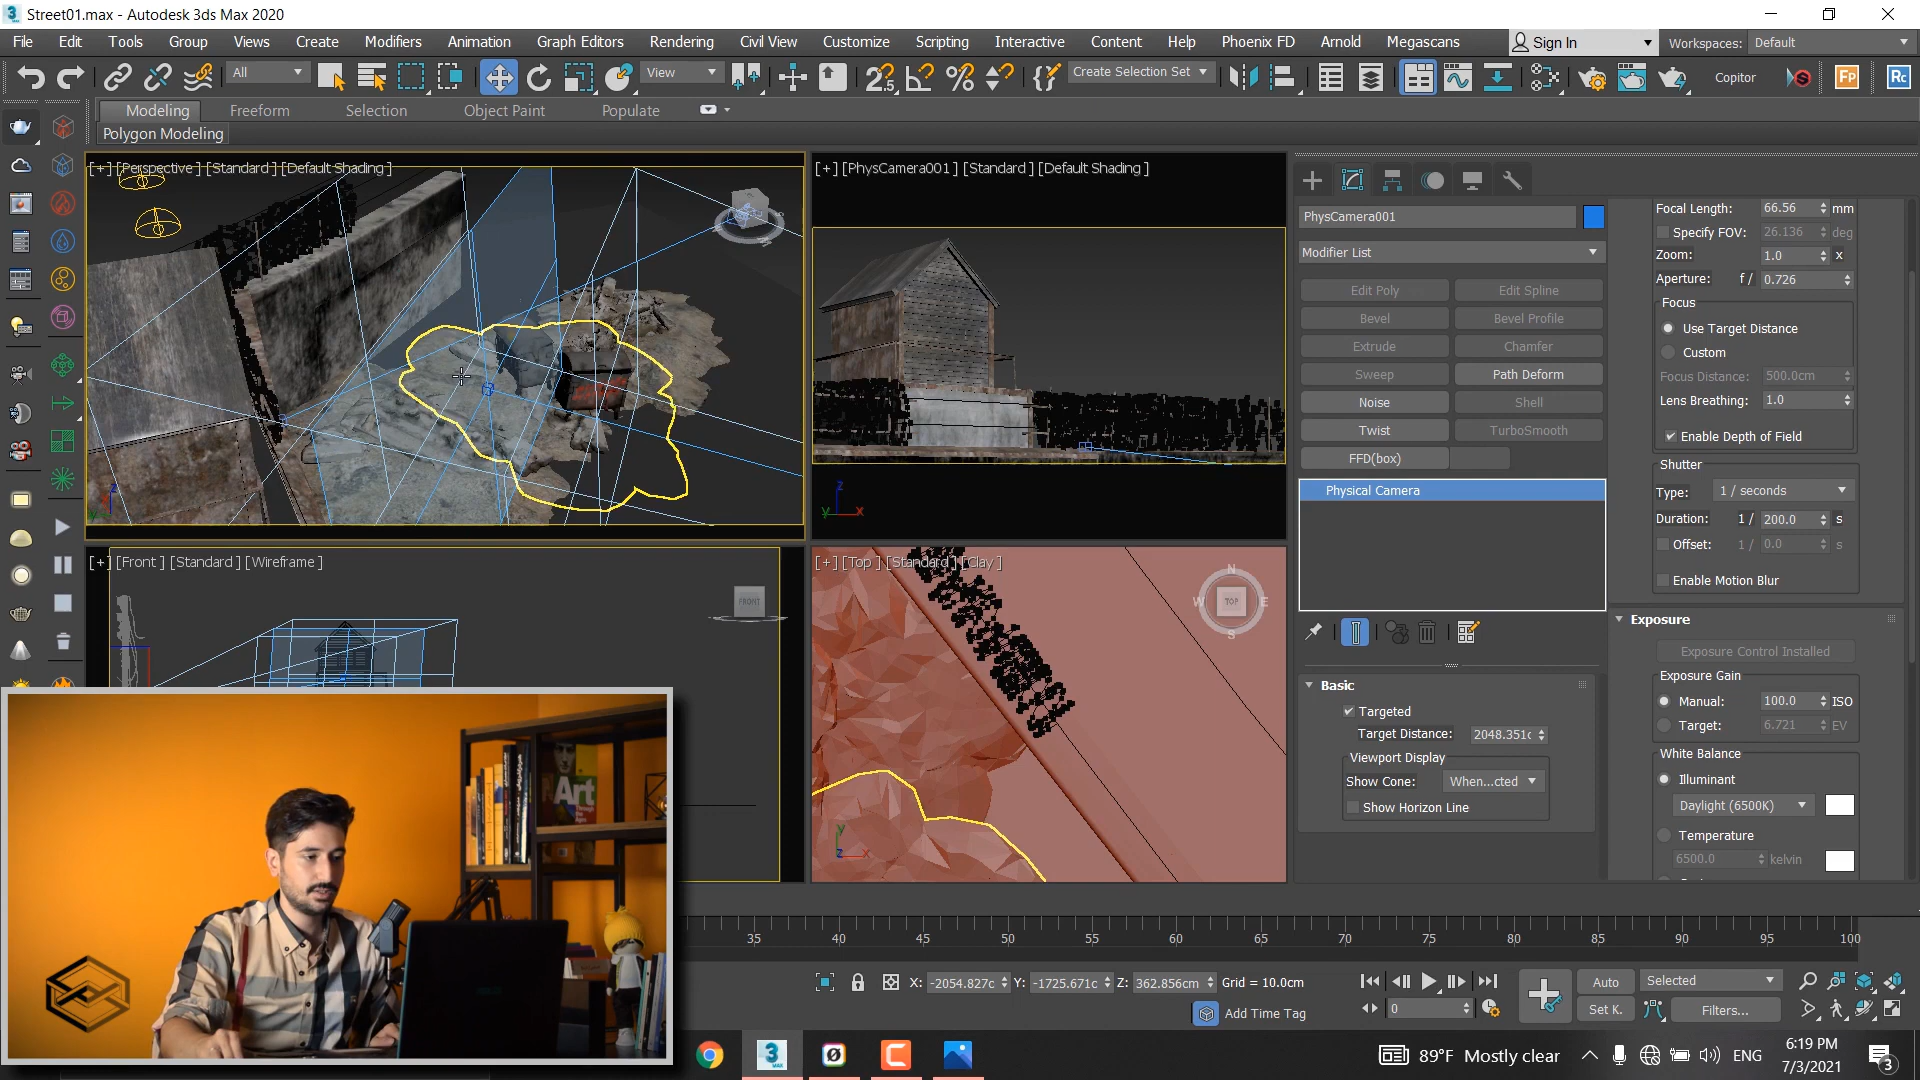 Street01.max - Autodesk 3ds Max 2020
File Edit Tools Group Views Create Modifiers Animation Graph Editors Rendering Civil View Customize Scripting Interactive Content Help Phoenix FD Arnold Megascans Sign In Workspaces: Default
All View Create Selection Set Copitor Fp Rc
Modeling Freeform Selection Object Paint Populate
Polygon Modeling
[+] [Perspective] [Standard] [Default Shading]
[+] [PhysCamera001] [Standard] [Default Shading]
[+] [Front] [Standard] [Wireframe]
FRONT
[+] [Top] [Standard] [Clay]
N
W TOP E
S
PhysCamera001
Modifier List
Edit Poly Edit Spline
Bevel Bevel Profile
Extrude Chamfer
Sweep Path Deform
Noise Shell
Twist TurboSmooth
FFD(box)
Physical Camera
Basic
Targeted
Target Distance: 2048.351c
Viewport Display
Show Cone: When...cted
Show Horizon Line
Focal Length: 66.56 mm
Specify FOV: 26.136 deg
Zoom: 1.0 x
Aperture: f / 0.726
Focus
Use Target Distance
Custom
Focus Distance: 500.0cm
Lens Breathing: 1.0
Enable Depth of Field
Shutter
Type: 1 / seconds
Duration: 1 / 200.0 s
Offset: 1 / 0.0 s
Enable Motion Blur
Exposure
Exposure Control Installed
Exposure Gain
Manual: 100.0 ISO
Target: 6.721 EV
White Balance
Illuminant
Daylight (6500K)
Temperature
6500.0 kelvin
Art
35 40 45 50 55 60 65 70 75 80 85 90 95 100
X: -2054.827c Y: -1725.671c Z: 362.856cm Grid = 10.0cm
Add Time Tag
0
Auto Selected
Set K. Filters...
89°F Mostly clear ENG
6:19 PM
7/3/2021
3